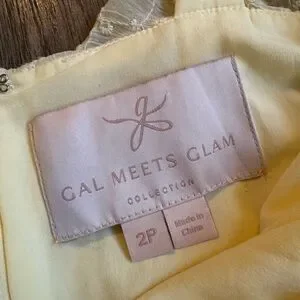 GAL MEETS GLAM
COLLECTION
2P
Made in
China